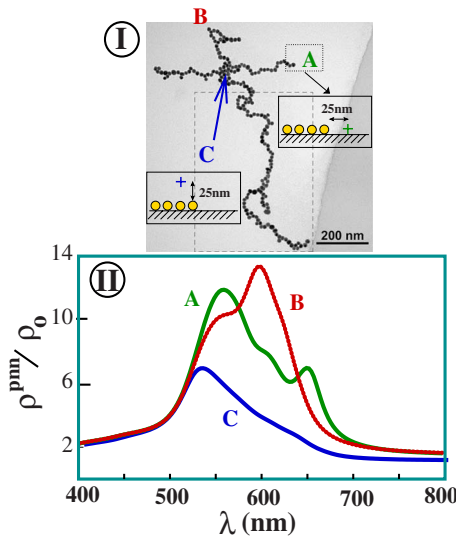 I
B
A
25nm
+
C
+
25nm
200 nm
II
14
10
6
2
A
B
C
ρᵖⁿⁿ/ ρₒ
400 500 600 700 800
λ (nm)